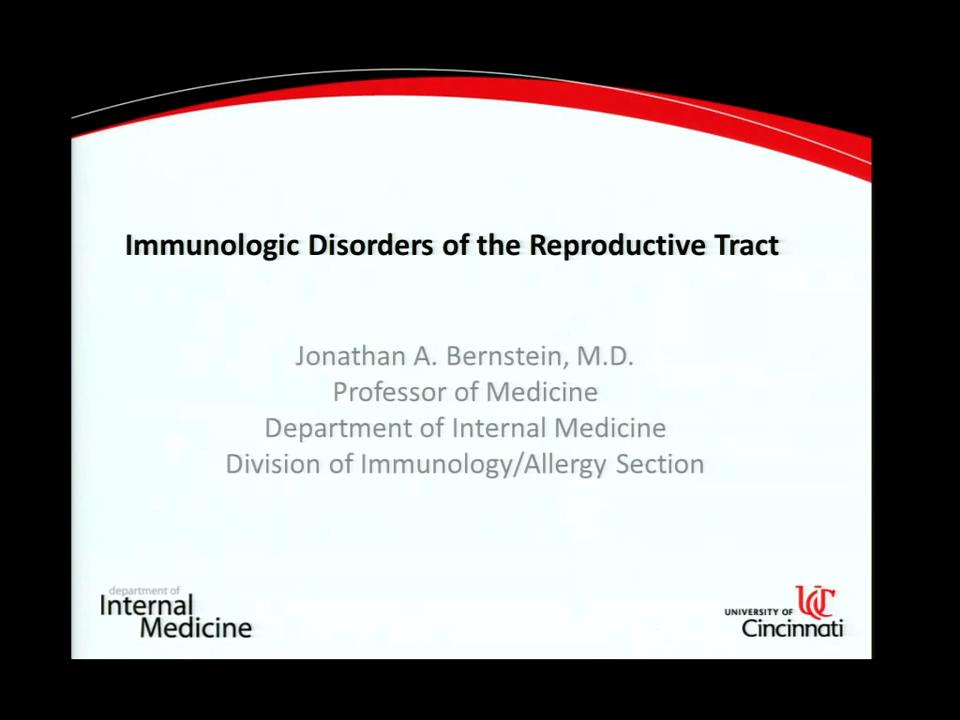 Immunologic Disorders of the Reproductive Tract
Jonathan A. Bernstein, M.D.
Professor of Medicine
Department of Internal Medicine
Division of Immunology/Allergy Section
department of
Internal
Medicine
UC
UNIVERSITY OF
Cincinnati